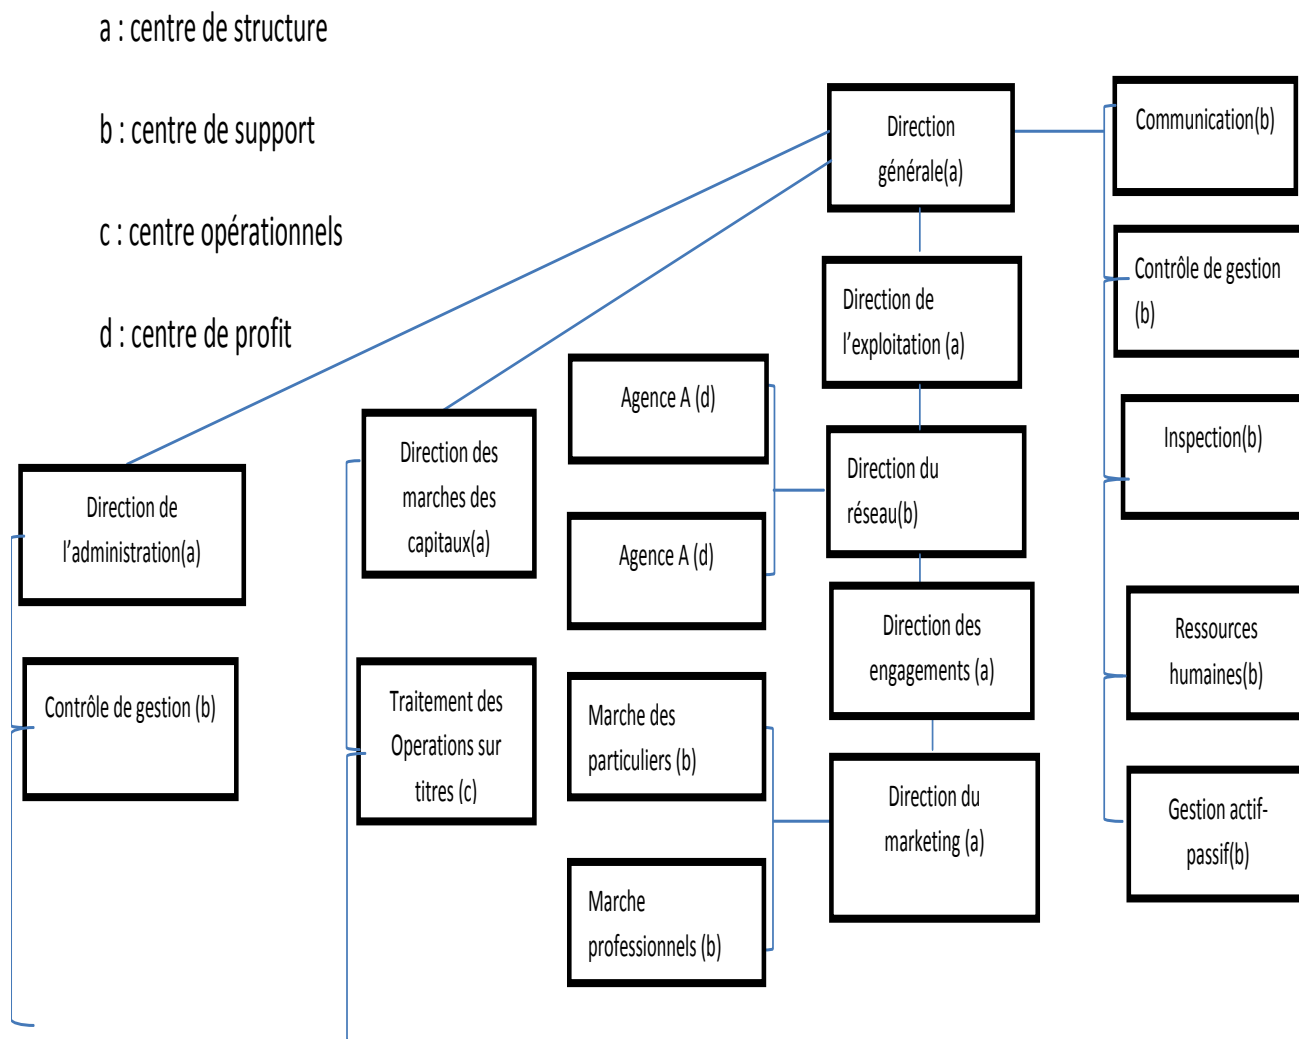 a : centre de structure
b : centre de support
c : centre opérationnels
d : centre de profit
Direction
générale(a)
Communication(b)
Contrôle de gestion
(b)
Inspection(b)
Ressources
humaines(b)
Gestion actif-
passif(b)
Direction de
l'exploitation (a)
Direction du
réseau(b)
Direction des
engagements (a)
Direction du
marketing (a)
Agence A (d)
Agence A (d)
Marche des
particuliers (b)
Marche
professionnels (b)
Direction des
marches des
capitaux(a)
Traitement des
Operations sur
titres (c)
Direction de
l'administration(a)
Contrôle de gestion (b)